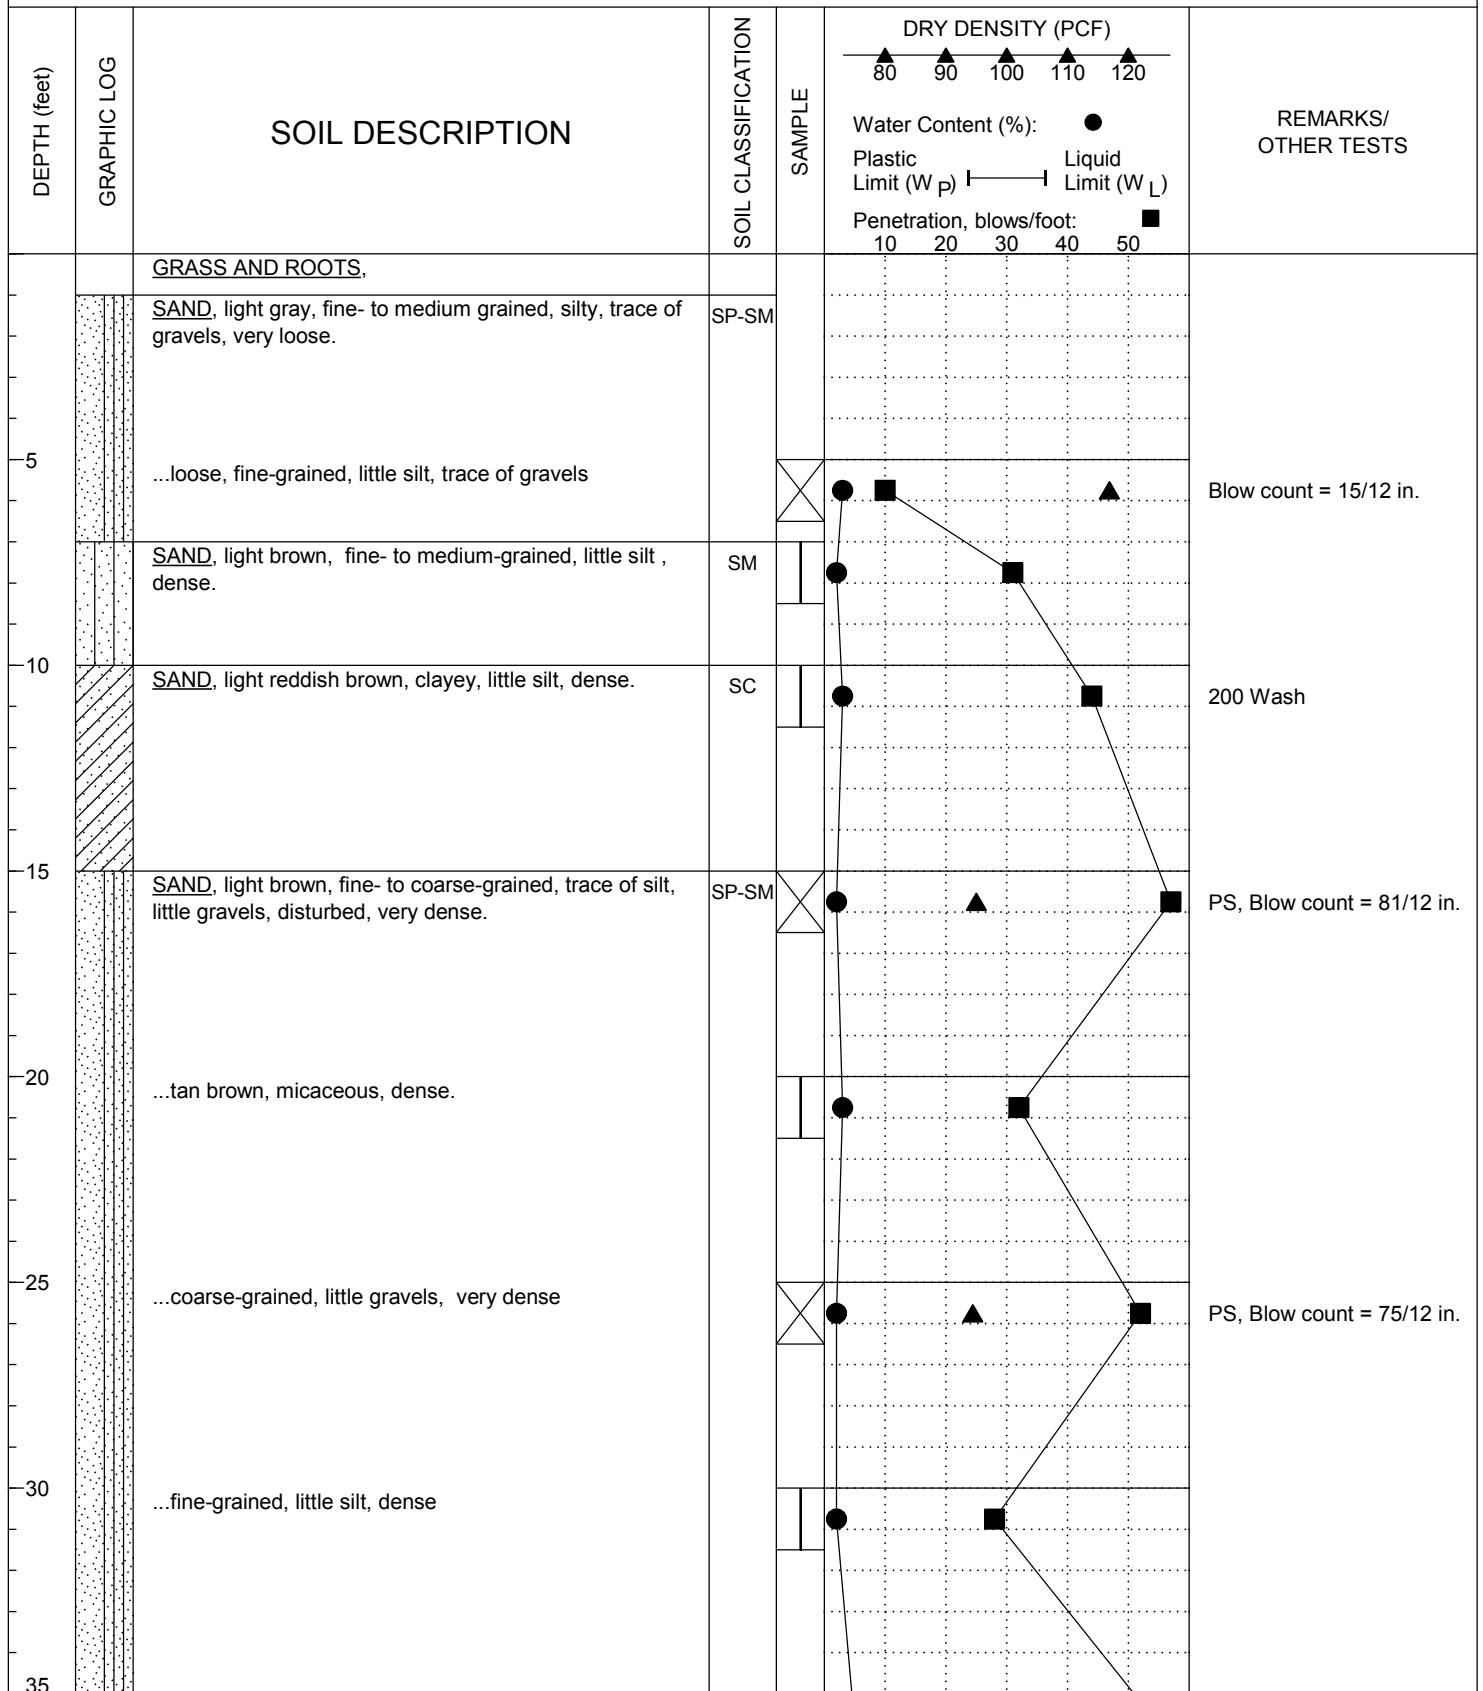 DEPTH (feet)
GRAPHIC LOG
SOIL DESCRIPTION
SOIL CLASSIFICATION
SAMPLE
DRY DENSITY (PCF)
80 90 100 110 120
Water Content (%):
Plastic
Limit (W P)
Liquid
Limit (W L)
Penetration, blows/foot:
10 20 30 40 50
REMARKS/
OTHER TESTS
GRASS AND ROOTS,
SAND, light gray, fine- to medium grained, silty, trace of
gravels, very loose.
SP-SM
5
...loose, fine-grained, little silt, trace of gravels
Blow count = 15/12 in.
SAND, light brown, fine- to medium-grained, little silt ,
dense.
SM
10
SAND, light reddish brown, clayey, little silt, dense.
SC
200 Wash
15
SAND, light brown, fine- to coarse-grained, trace of silt,
little gravels, disturbed, very dense.
SP-SM
PS, Blow count = 81/12 in.
20
...tan brown, micaceous, dense.
25
...coarse-grained, little gravels, very dense
PS, Blow count = 75/12 in.
30
...fine-grained, little silt, dense
35